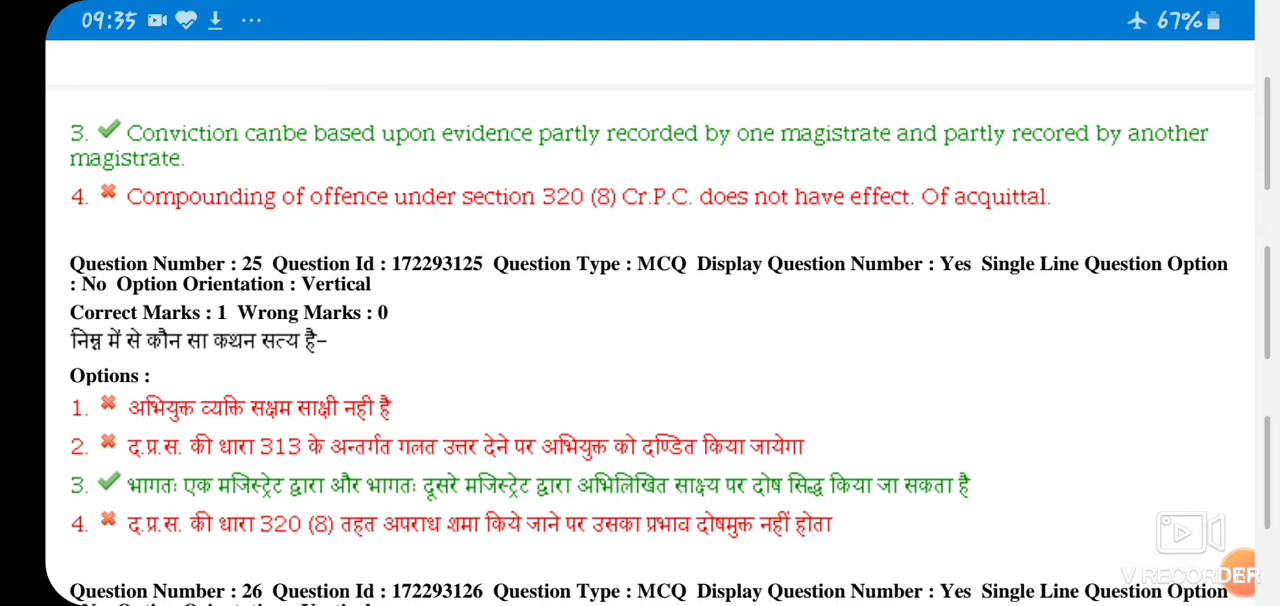 09:35 ...
67%
3. Conviction canbe based upon evidence partly recorded by one magistrate and partly recored by another
magistrate.
4. Compounding of offence under section 320 (8) Cr.P.C. does not have effect. Of acquittal.
Question Number : 25 Question Id : 172293125 Question Type : MCQ Display Question Number : Yes Single Line Question Option
: No Option Orientation : Vertical
Correct Marks : 1 Wrong Marks : 0
निम्न में से कौन सा कथन सत्य है–
Options :
1. अभियुक्त व्यक्ति सक्षम साक्षी नही है
2. द.प्र.स. की धारा 313 के अन्तर्गत गलत उत्तर देने पर अभियुक्त को दण्डित किया जायेगा
3. भागतः एक मजिस्ट्रेट द्वारा और भागतः दूसरे मजिस्ट्रेट द्वारा अभिलिखित साक्ष्य पर दोष सिद्ध किया जा सकता है
4. द.प्र.स. की धारा 320 (8) तहत अपराध शमा किये जाने पर उसका प्रभाव दोषमुक्त नहीं होता
V RECORDER
Question Number : 26 Question Id : 172293126 Question Type : MCQ Display Question Number : Yes Single Line Question Option